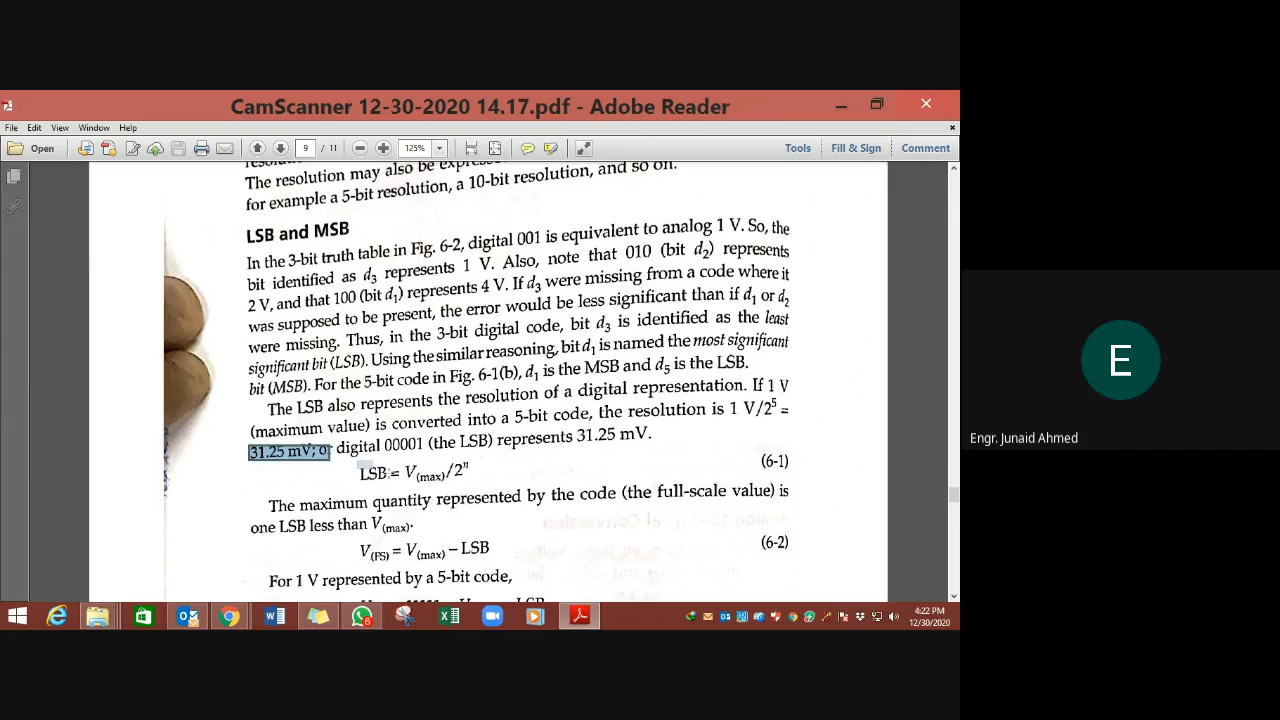 CamScanner 12-30-2020 14.17.pdf - Adobe Reader
File Edit View Window Help
Open 9 / 11 125% Tools Fill & Sign Comment
The resolution may also be
for example a 5-bit resolution, a 10-bit resolution, and so on.
LSB and MSB
In the 3-bit truth table in Fig. 6-2, digital 001 is equivalent to analog 1 V. So, the
bit identified as d3 represents 1 V. Also, note that 010 (bit d2) represents
2 V, and that 100 (bit d1) represents 4 V. If d3 were missing from a code where it
was supposed to be present, the error would be less significant than if d1 or d2
were missing. Thus, in the 3-bit digital code, bit d3 is identified as the least
significant bit (LSB). Using the similar reasoning, bit d1 is named the most significant
bit (MSB). For the 5-bit code in Fig. 6-1(b), d1 is the MSB and d5 is the LSB.
The LSB also represents the resolution of a digital representation. If 1 V
(maximum value) is converted into a 5-bit code, the resolution is 1 V/2⁵ =
31.25 mV; or digital 00001 (the LSB) represents 31.25 mV.
LSB = V(max)/2ⁿ (6-1)
The maximum quantity represented by the code (the full-scale value) is
one LSB less than V(max).
V(FS) = V(max) – LSB (6-2)
For 1 V represented by a 5-bit code,
E
Engr. Junaid Ahmed
6
4:22 PM
12/30/2020